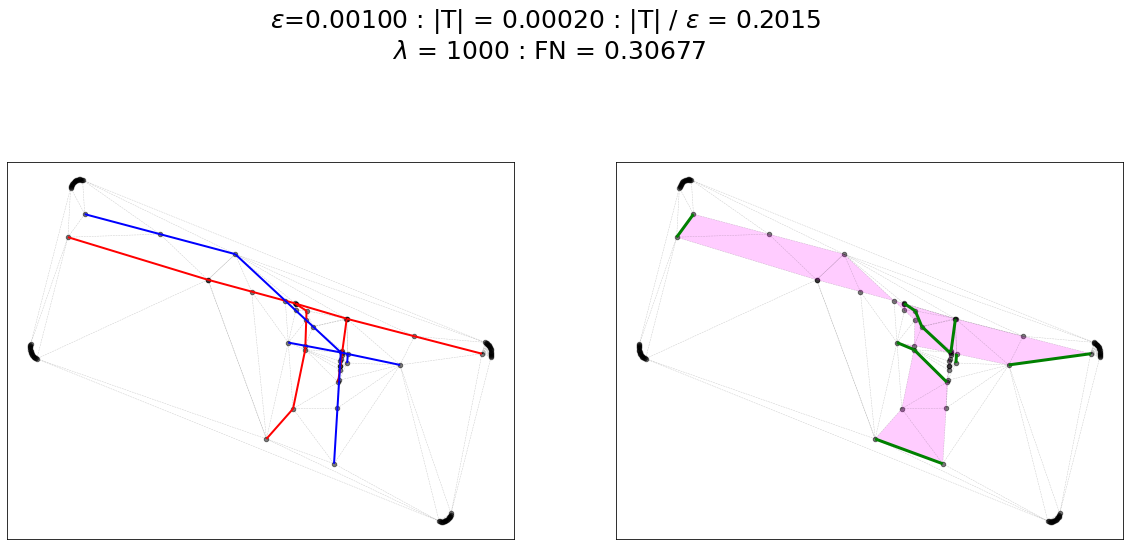 ε=0.00100 : |T| = 0.00020 : |T| / ε = 0.2015
λ = 1000 : FN = 0.30677